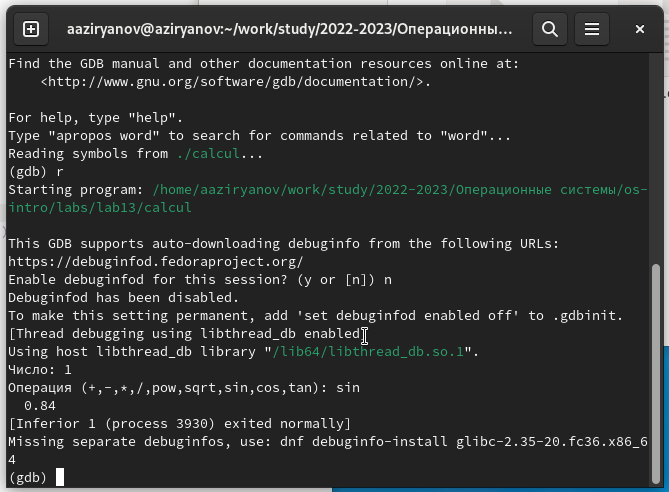 aaziryanov@aziryanov:~/work/study/2022-2023/Операционны...
Find the GDB manual and other documentation resources online at:
    <http://www.gnu.org/software/gdb/documentation/>.
For help, type "help".
Type "apropos word" to search for commands related to "word"...
Reading symbols from ./calcul...
(gdb) r
Starting program: /home/aaziryanov/work/study/2022-2023/Операционные системы/os-
intro/labs/lab13/calcul
This GDB supports auto-downloading debuginfo from the following URLs:
https://debuginfod.fedoraproject.org/
Enable debuginfod for this session? (y or [n]) n
Debuginfod has been disabled.
To make this setting permanent, add 'set debuginfod enabled off' to .gdbinit.
[Thread debugging using libthread_db enabled]
Using host libthread_db library "/lib64/libthread_db.so.1".
Число: 1
Операция (+,-,*,/,pow,sqrt,sin,cos,tan): sin
  0.84
[Inferior 1 (process 3930) exited normally]
Missing separate debuginfos, use: dnf debuginfo-install glibc-2.35-20.fc36.x86_6
4
(gdb)